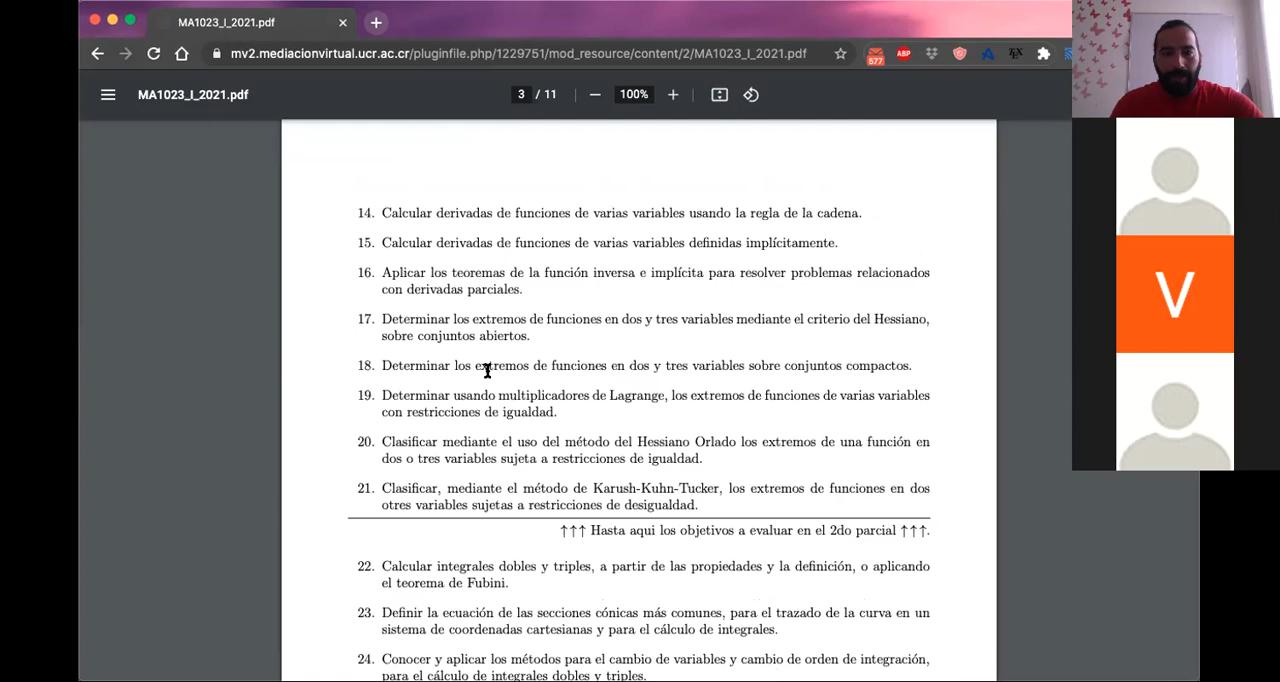 MA1023_I_2021.pdf
mv2.mediacionvirtual.ucr.ac.cr/pluginfile.php/1229751/mod_resource/content/2/MA1023_I_2021.pdf
577
ABP
TEX
MA1023_I_2021.pdf
3 / 11
100%
14. Calcular derivadas de funciones de varias variables usando la regla de la cadena.
15. Calcular derivadas de funciones de varias variables definidas implícitamente.
16. Aplicar los teoremas de la función inversa e implícita para resolver problemas relacionados
con derivadas parciales.
17. Determinar los extremos de funciones en dos y tres variables mediante el criterio del Hessiano,
sobre conjuntos abiertos.
18. Determinar los extremos de funciones en dos y tres variables sobre conjuntos compactos.
19. Determinar usando multiplicadores de Lagrange, los extremos de funciones de varias variables
con restricciones de igualdad.
20. Clasificar mediante el uso del método del Hessiano Orlado los extremos de una función en
dos o tres variables sujeta a restricciones de igualdad.
21. Clasificar, mediante el método de Karush-Kuhn-Tucker, los extremos de funciones en dos
otres variables sujetas a restricciones de desigualdad.
↑↑↑ Hasta aqui los objetivos a evaluar en el 2do parcial ↑↑↑.
22. Calcular integrales dobles y triples, a partir de las propiedades y la definición, o aplicando
el teorema de Fubini.
23. Definir la ecuación de las secciones cónicas más comunes, para el trazado de la curva en un
sistema de coordenadas cartesianas y para el cálculo de integrales.
24. Conocer y aplicar los métodos para el cambio de variables y cambio de orden de integración,
para el cálculo de integrales dobles y triples.
V